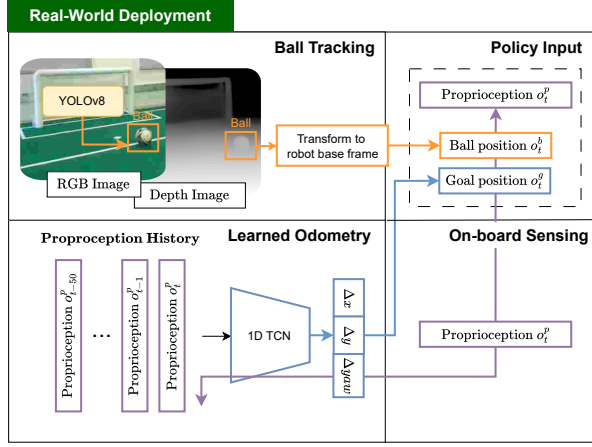 Real-World Deployment
Ball Tracking
YOLOv8
Ball
RGB Image
Ball
Depth Image
Transform to
robot base frame
Policy Input
Proprioception o_t^p
Ball position o_t^b
Goal position o_t^g
Proproception History
Learned Odometry
Proprioception o_{t-50}^p
...
Proprioception o_{t-1}^p
Proprioception o_t^p
1D TCN
Δx
Δy
Δyaw
On-board Sensing
Proprioception o_t^p